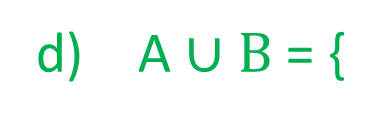 d) A ∪ B = {